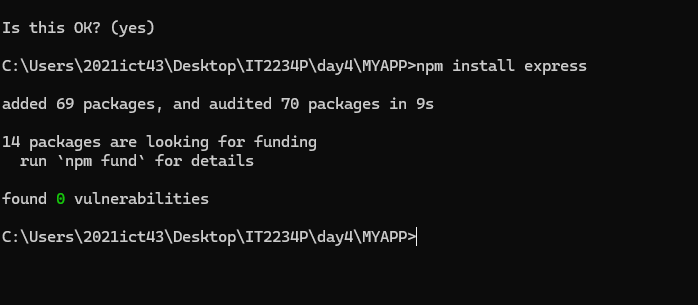 Is this OK? (yes)
C:\Users\2021ict43\Desktop\IT2234P\day4\MYAPP>npm install express
added 69 packages, and audited 70 packages in 9s
14 packages are looking for funding
  run `npm fund` for details
found 0 vulnerabilities
C:\Users\2021ict43\Desktop\IT2234P\day4\MYAPP>